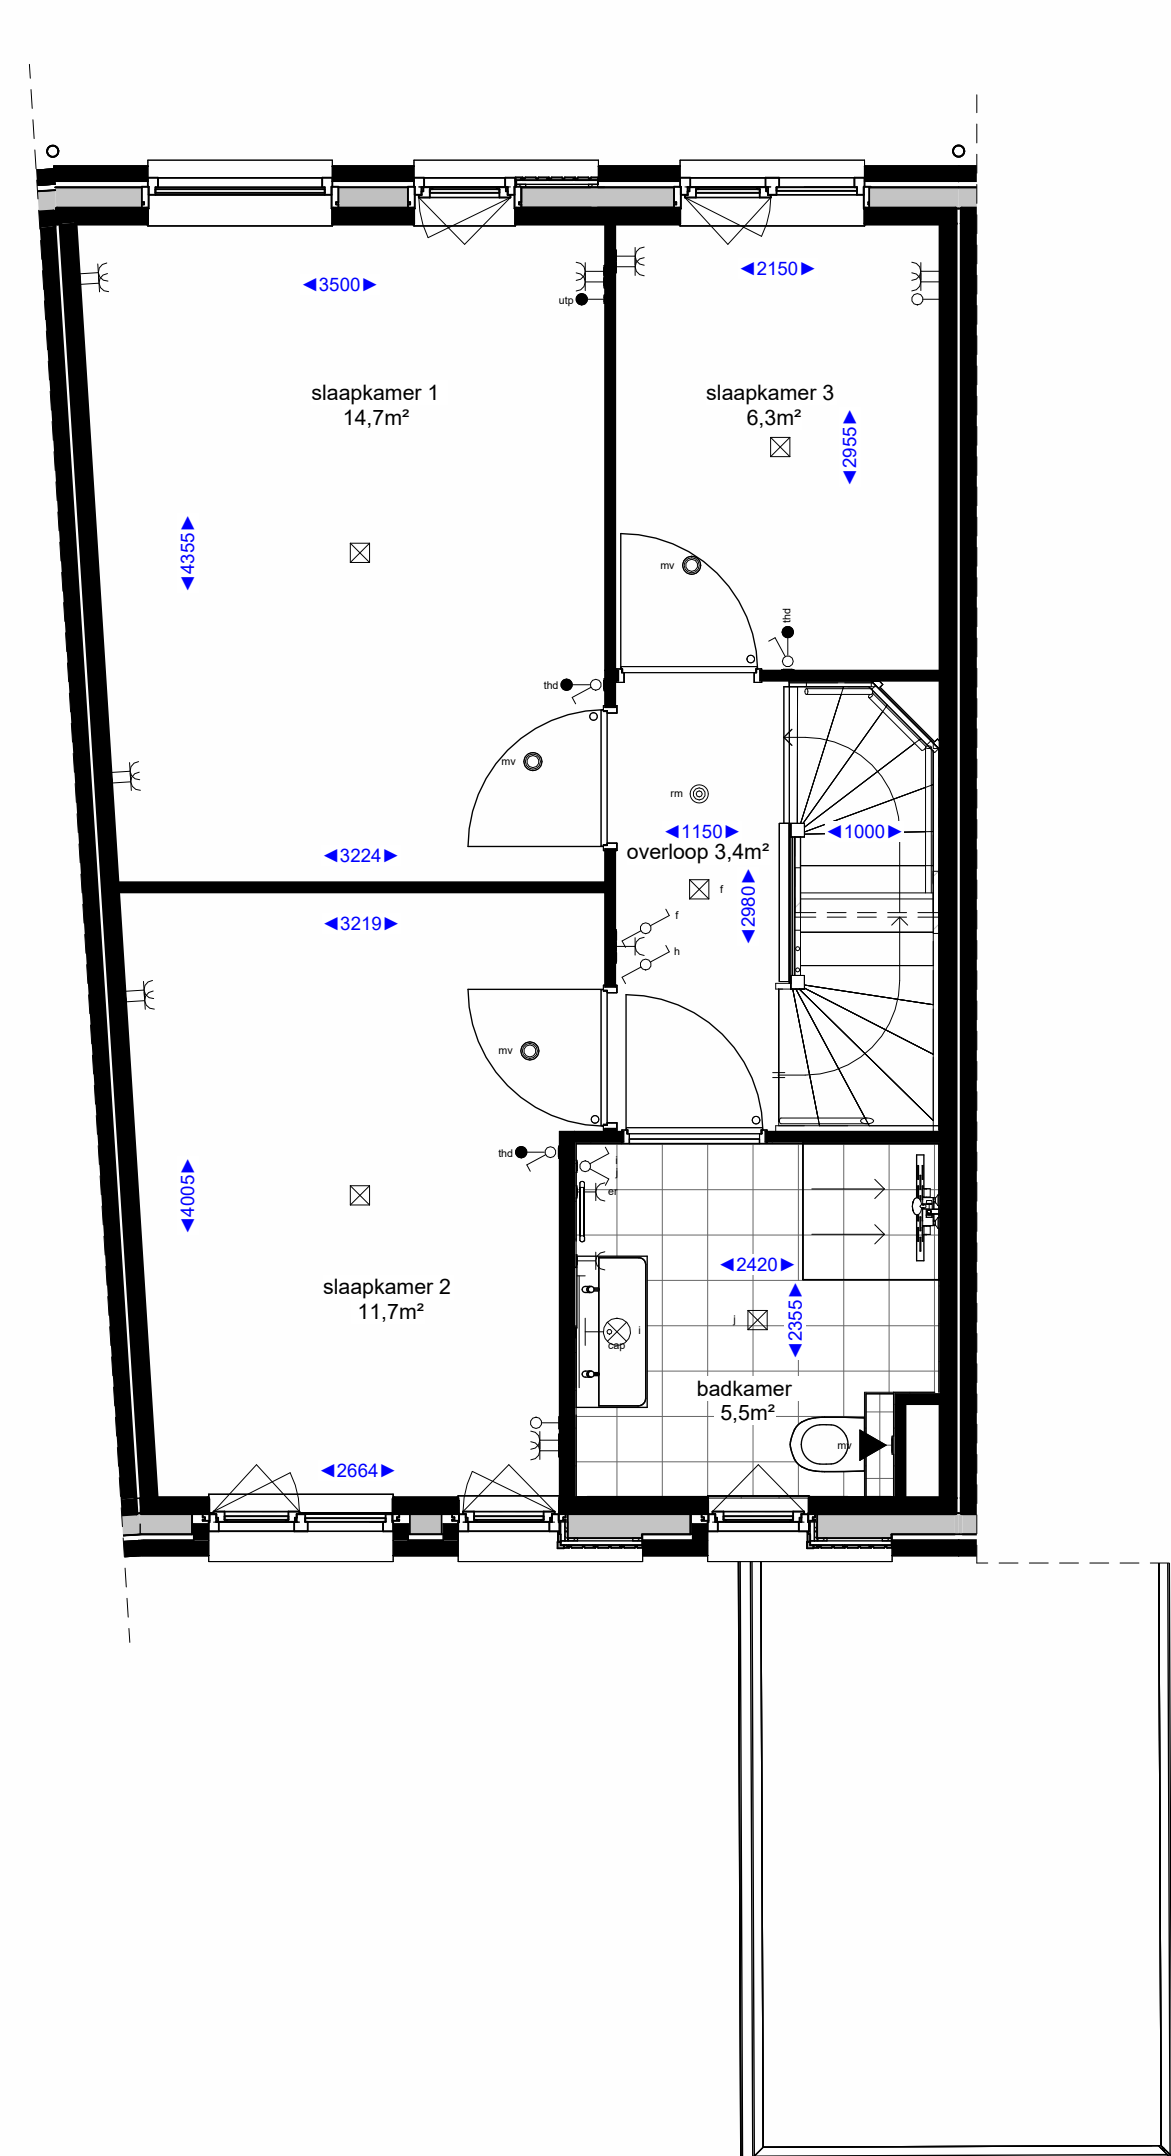 3500
2150
utp
slaapkamer 1
14,7m²
slaapkamer 3
6,3m²
2955
4355
mv
thd
thd
mv
rm
1150
1000
overloop 3,4m²
3224
f
2980
3219
f
h
mv
thd
er
4005
2420
slaapkamer 2
11,7m²
2355
j
i
cap
badkamer
5,5m²
mv
2664